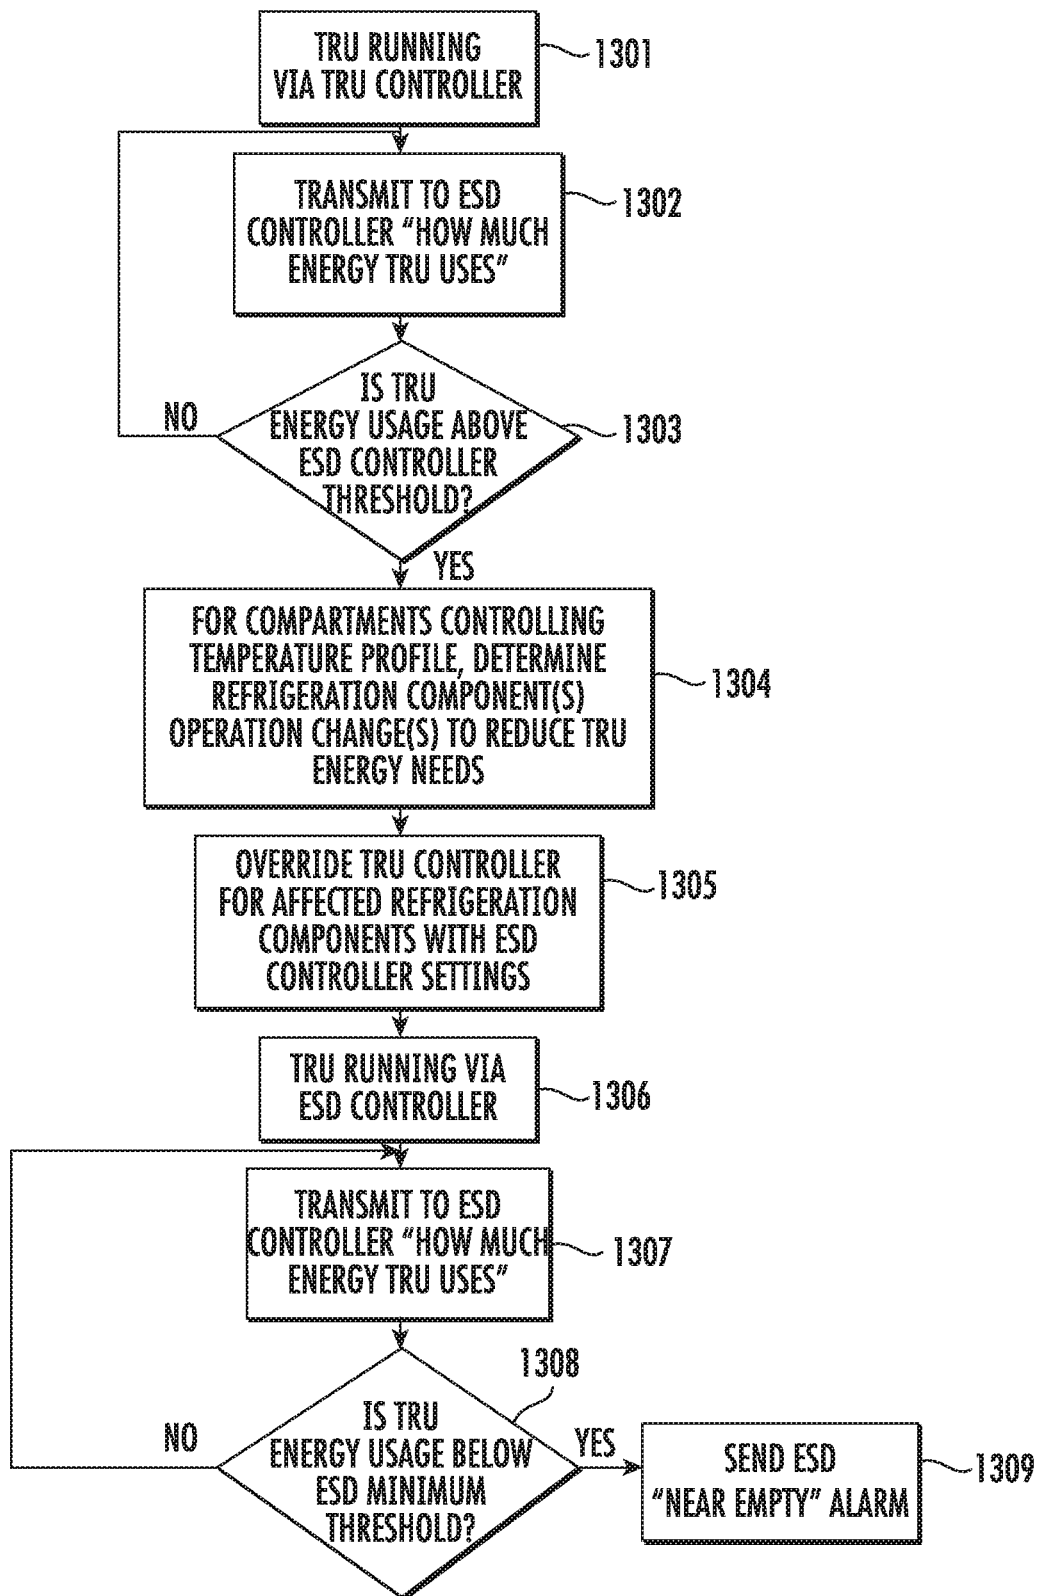 TRU RUNNING
VIA TRU CONTROLLER
1301
TRANSMIT TO ESD
CONTROLLER “HOW MUCH
ENERGY TRU USES”
1302
IS TRU
ENERGY USAGE ABOVE
ESD CONTROLLER
THRESHOLD?
1303
NO
YES
FOR COMPARTMENTS CONTROLLING
TEMPERATURE PROFILE, DETERMINE
REFRIGERATION COMPONENT(S)
OPERATION CHANGE(S) TO REDUCE TRU
ENERGY NEEDS
1304
OVERRIDE TRU CONTROLLER
FOR AFFECTED REFRIGERATION
COMPONENTS WITH ESD
CONTROLLER SETTINGS
1305
TRU RUNNING VIA
ESD CONTROLLER
1306
TRANSMIT TO ESD
CONTROLLER “HOW MUCH
ENERGY TRU USES”
1307
1308
IS TRU
ENERGY USAGE BELOW
ESD MINIMUM
THRESHOLD?
NO
YES
SEND ESD
“NEAR EMPTY” ALARM
1309